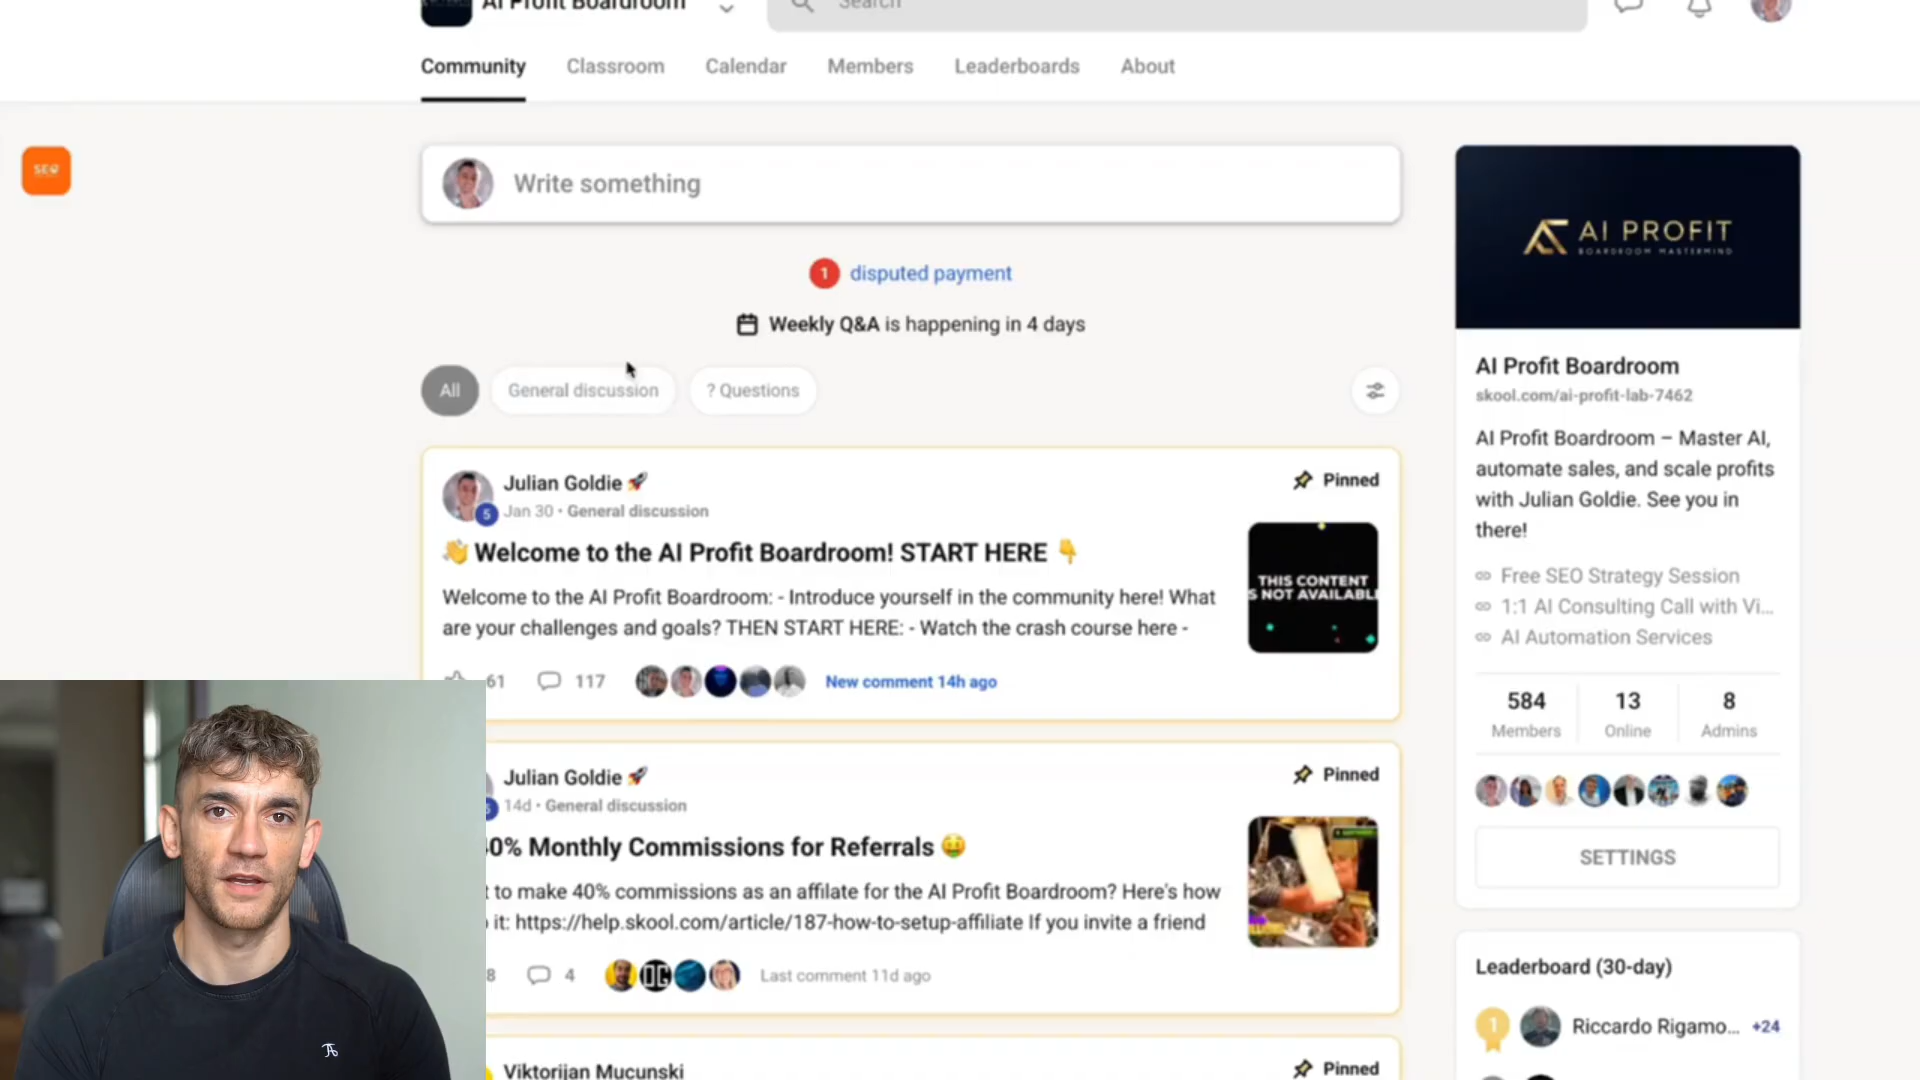 AI Profit Boardroom
Search
Community
Classroom
Calendar
Members
Leaderboards
About
SEO
Write something
1 disputed payment
Weekly Q&A is happening in 4 days
All
General discussion
? Questions
Julian Goldie 🚀
Pinned
5
Jan 30 • General discussion
👋 Welcome to the AI Profit Boardroom! START HERE 👇
Welcome to the AI Profit Boardroom: - Introduce yourself in the community here! What
are your challenges and goals? THEN START HERE: - Watch the crash course here -
THIS CONTENT
S NOT AVAILABL
61
117
New comment 14h ago
Julian Goldie 🚀
Pinned
14d • General discussion
0% Monthly Commissions for Referrals 🤑
t to make 40% commissions as an affilate for the AI Profit Boardroom? Here's how
it: https://help.skool.com/article/187-how-to-setup-affiliate If you invite a friend
8
4
Last comment 11d ago
Viktorijan Mucunski
Pinned
AI PROFIT
BOARDROOM MASTERMIND
AI Profit Boardroom
skool.com/ai-profit-lab-7462
AI Profit Boardroom – Master AI,
automate sales, and scale profits
with Julian Goldie. See you in
there!
Free SEO Strategy Session
1:1 AI Consulting Call with Vi...
AI Automation Services
584
Members
13
Online
8
Admins
SETTINGS
Leaderboard (30-day)
1
Riccardo Rigamo... +24